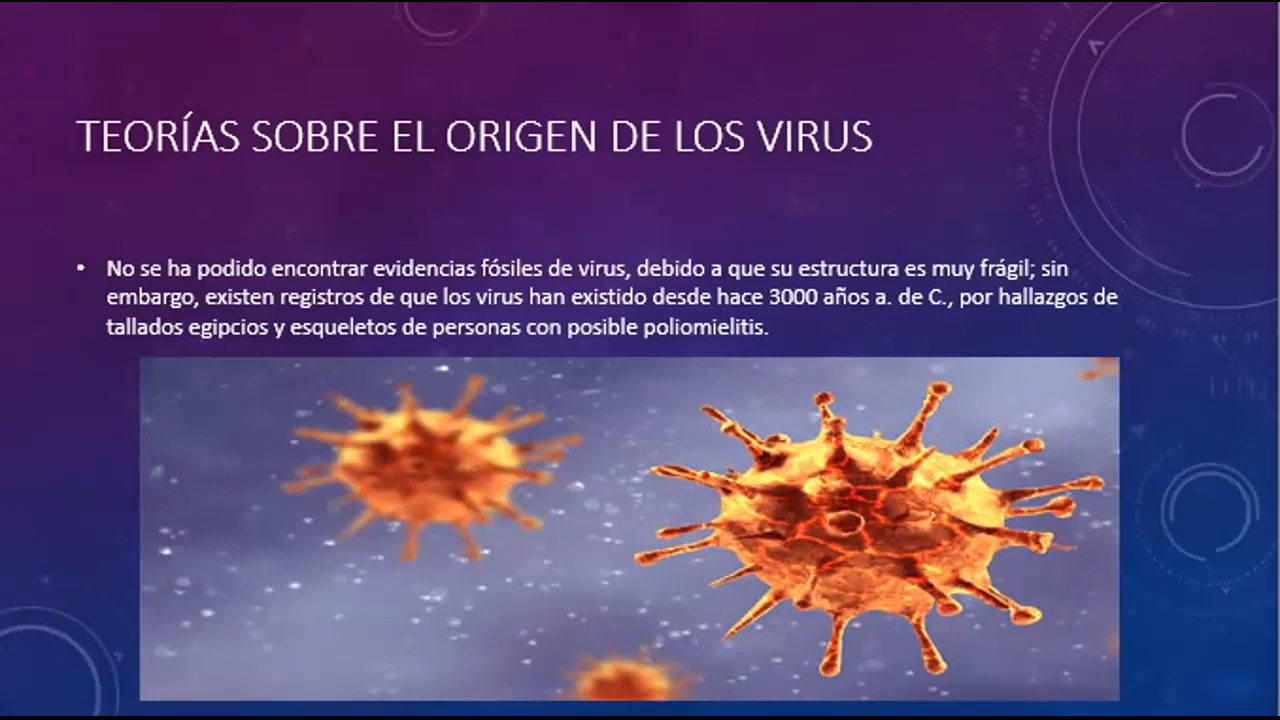 TEORÍAS SOBRE EL ORIGEN DE LOS VIRUS
• No se ha podido encontrar evidencias fósiles de virus, debido a que su estructura es muy frágil; sin
embargo, existen registros de que los virus han existido desde hace 3000 años a. de C., por hallazgos de
tallados egipcios y esqueletos de personas con posible poliomielitis.